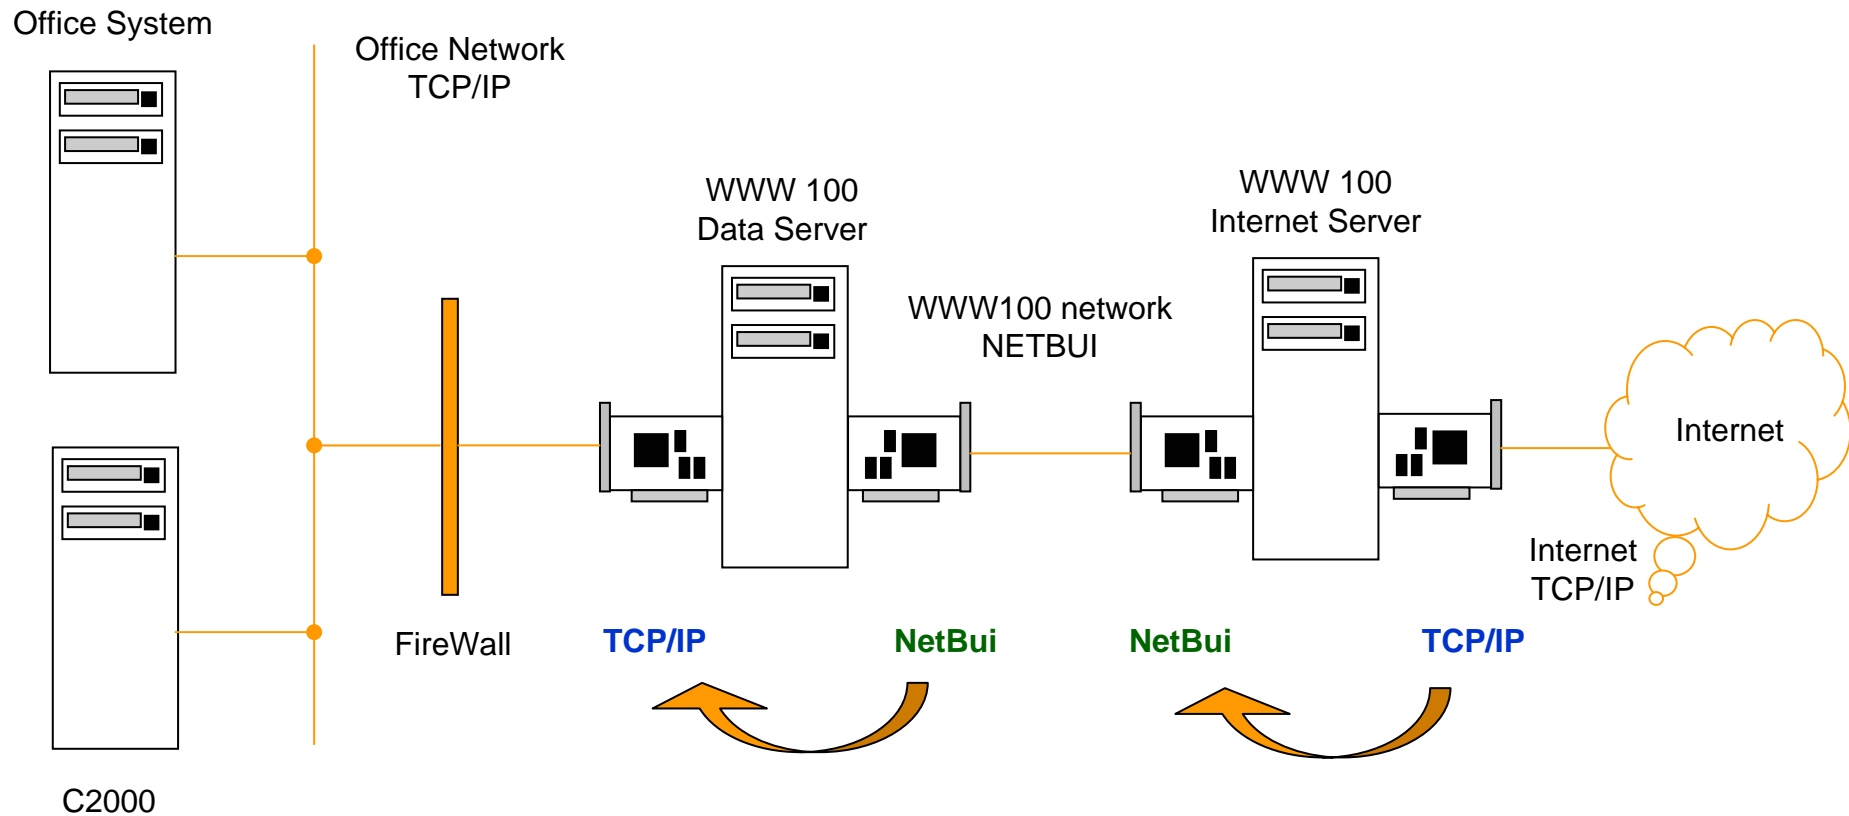 Office System
Office Network
TCP/IP
WWW 100
Data Server
WWW 100
Internet Server
WWW100 network
NETBUI
Internet
Internet
TCP/IP
FireWall
TCP/IP
NetBui
NetBui
TCP/IP
C2000